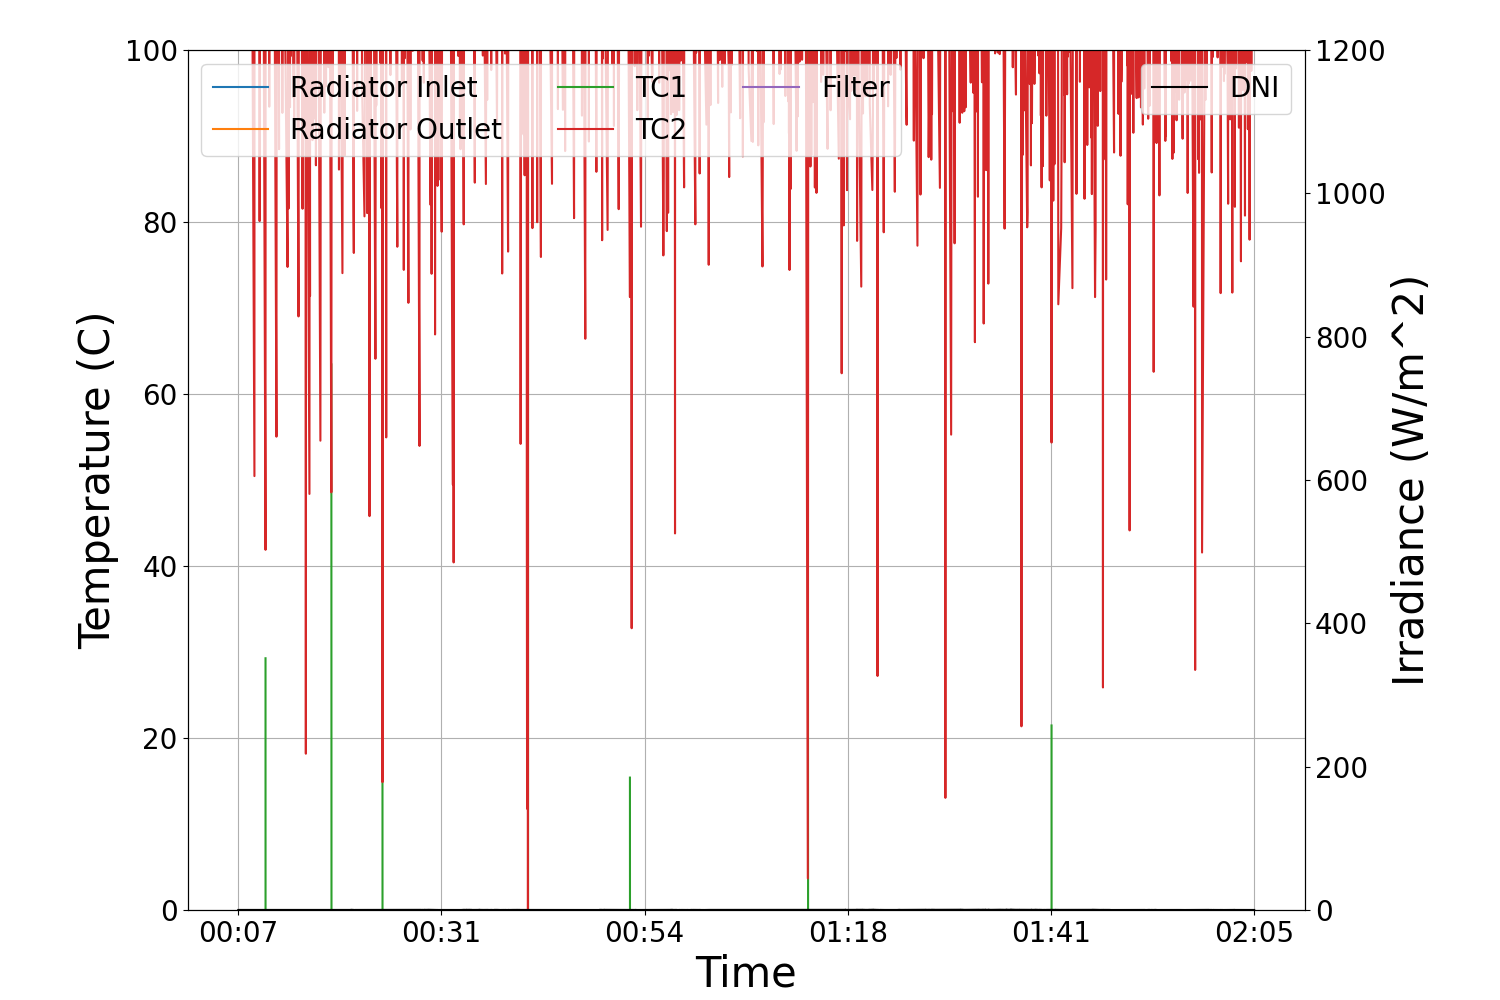 100
80
60
40
20
0
Temperature (C)
Radiator Inlet
Radiator Outlet
TC1
TC2
Filter
DNI
1200
1000
800
600
400
200
0
Irradiance (W/m^2)
00:07 00:31 00:54 01:18 01:41 02:05
Time